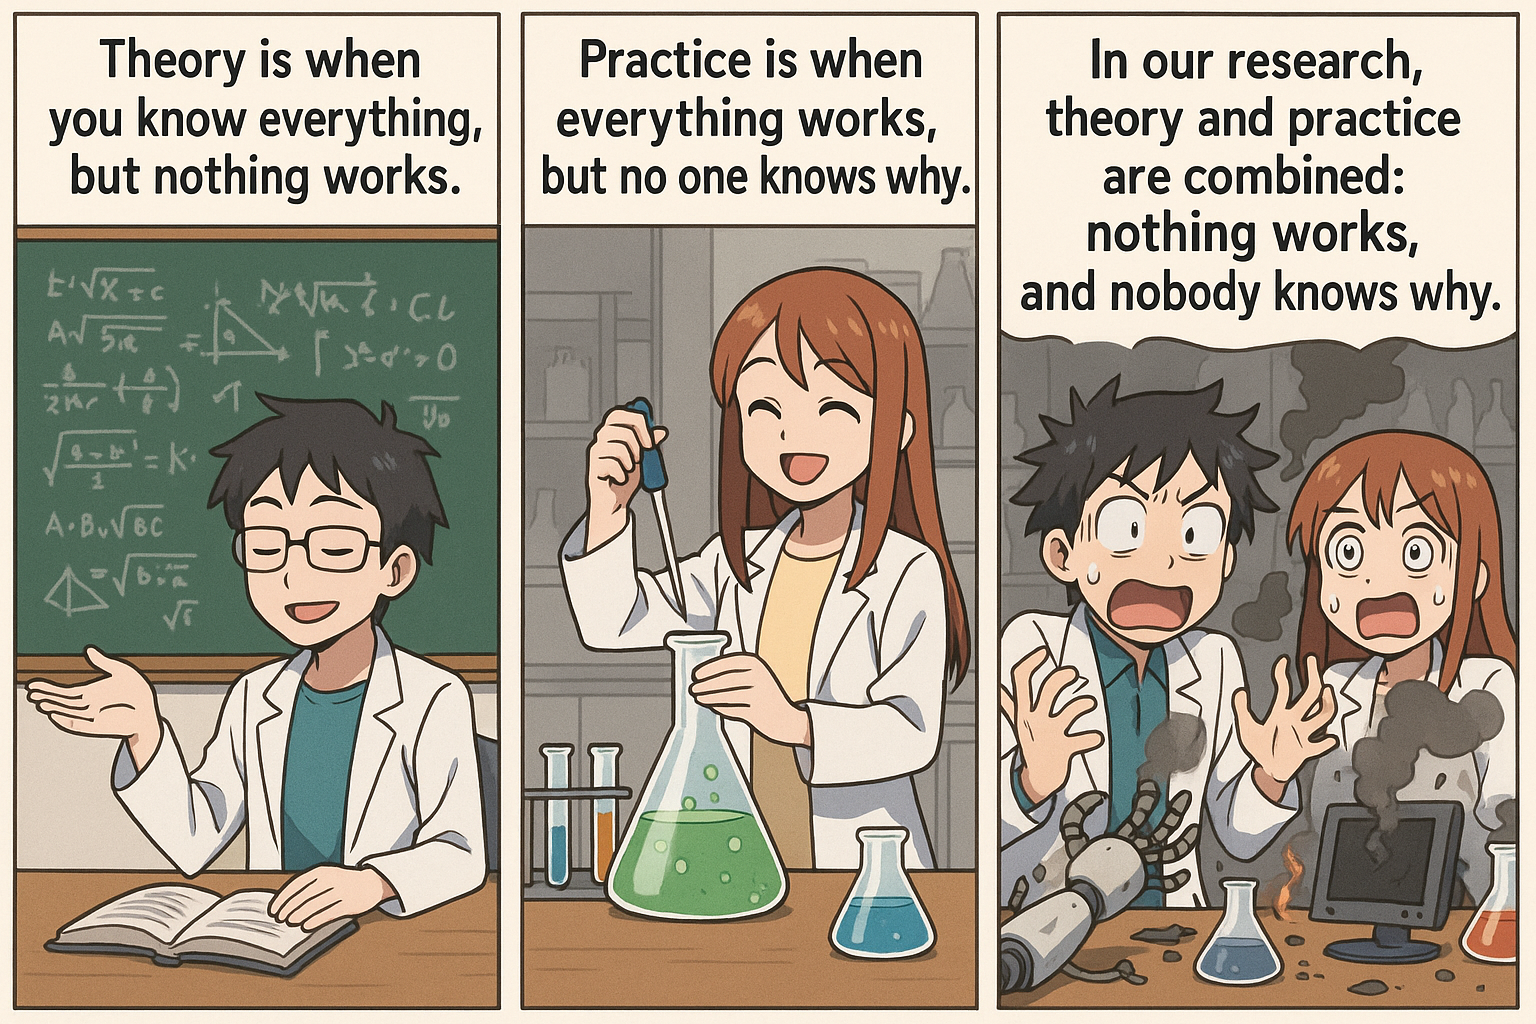 Theory is when
you know everything,
but nothing works.
Practice is when
everything works,
but no one knows why.
In our research,
theory and practice
are combined:
nothing works,
and nobody knows why.